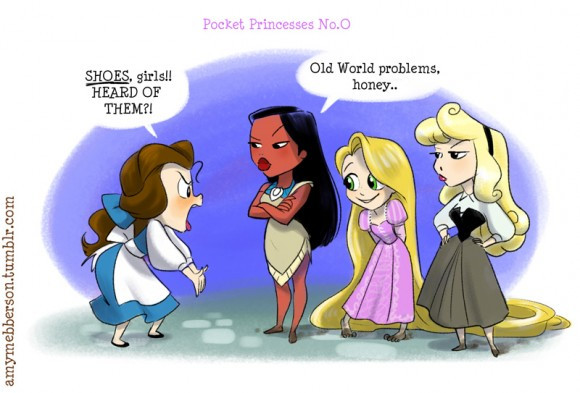 Pocket Princesses No.0
SHOES, girls!!
HEARD OF
THEM?!
Old World problems,
honey..
amymebberson.tumblr.com